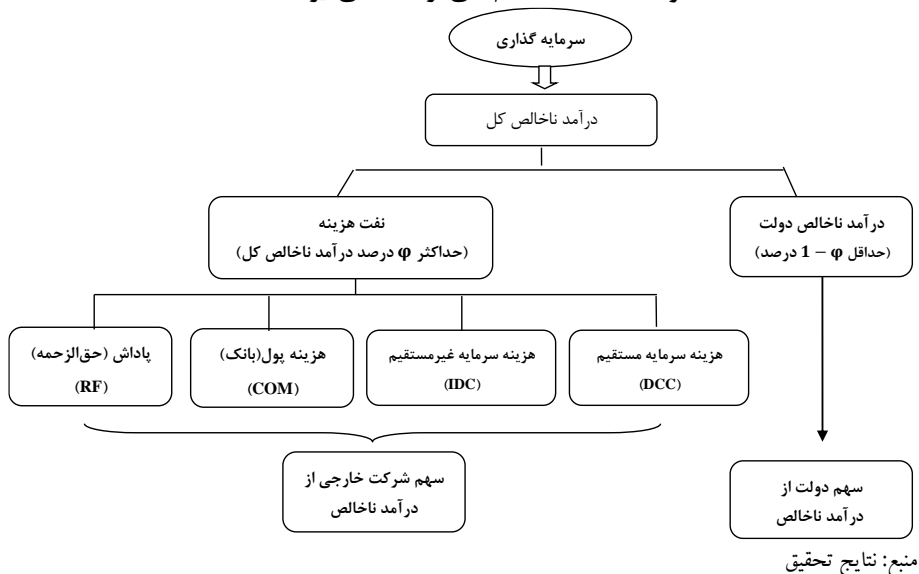 سرمایه گذاری
درآمد ناخالص کل
نفت هزینه
(حداکثر φ درصد درآمد ناخالص کل)
درآمد ناخالص دولت
(حداقل 1 − φ درصد)
پاداش (حق‌الزحمه)
(RF)
هزینه پول(بانک)
(COM)
هزینه سرمایه غیرمستقیم
(IDC)
هزینه سرمایه مستقیم
(DCC)
سهم شرکت خارجی از
درآمد ناخالص
سهم دولت از
درآمد ناخالص
منبع: نتایج تحقیق